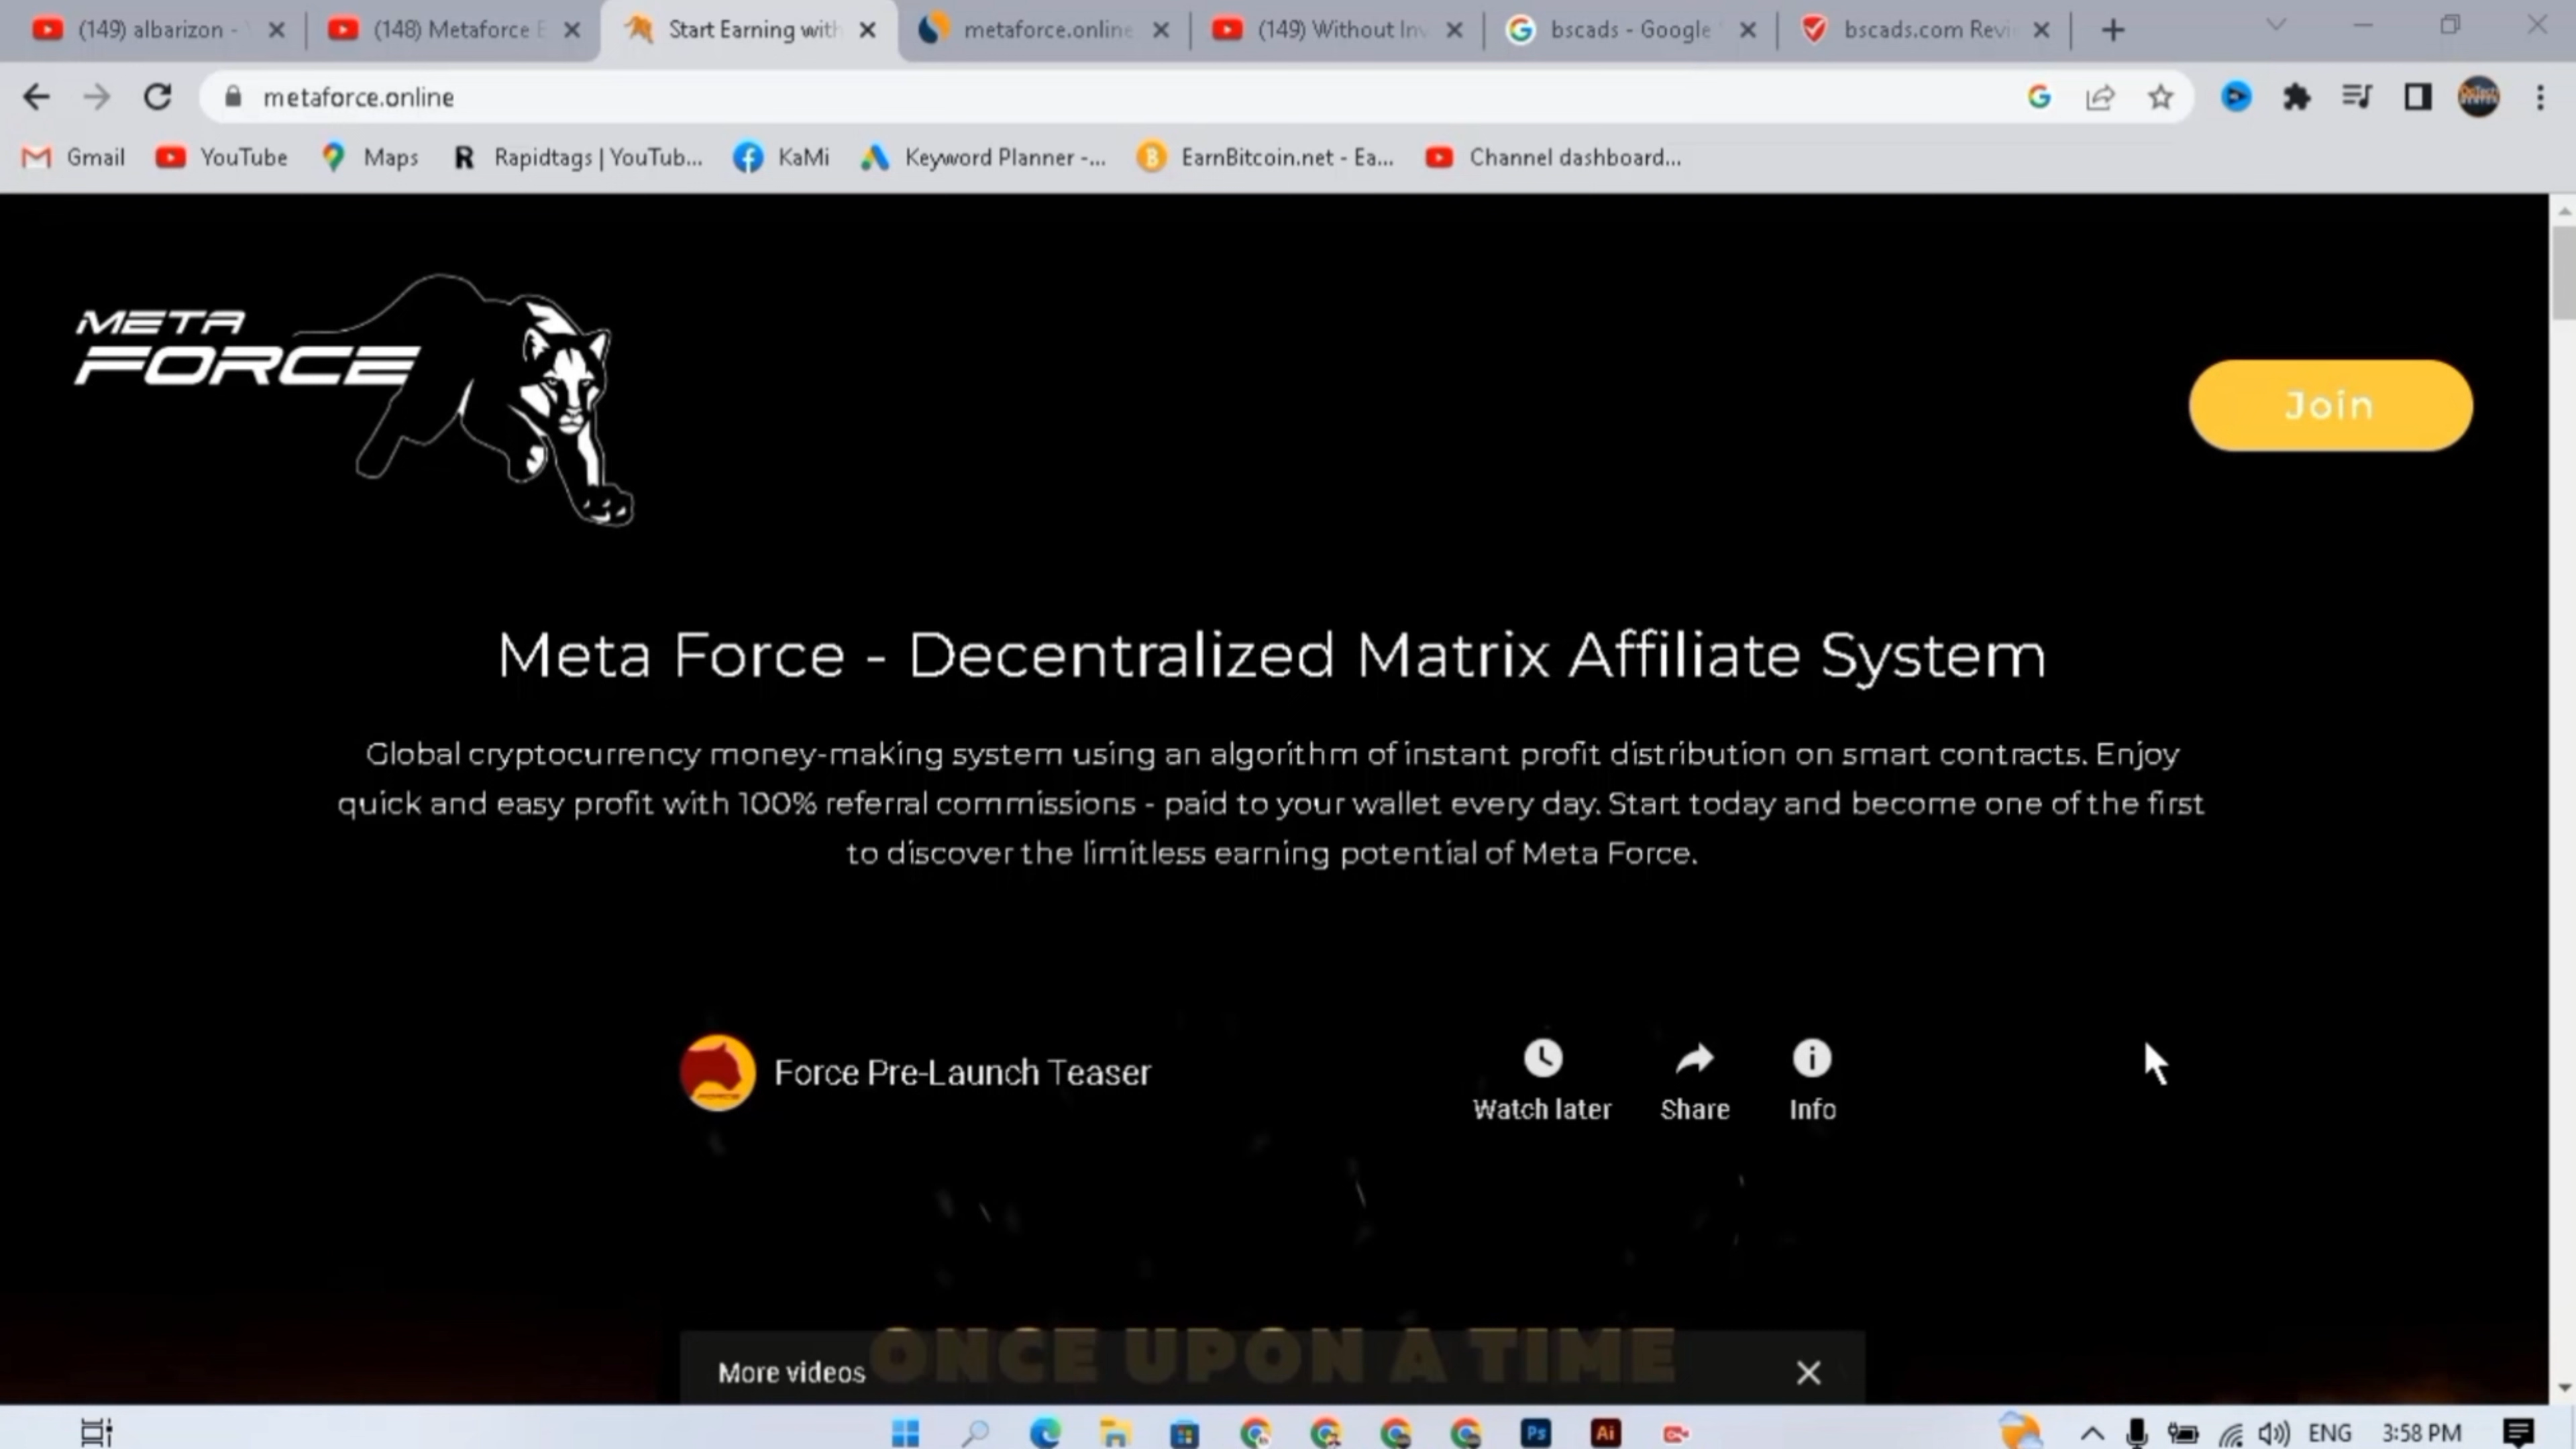 (149) albarizon -
(148) Metaforce E
Start Earning with
metaforce.online
(149) Without Inv
bscads - Google
bscads.com Revi
metaforce.online
Gmail
YouTube
Maps
Rapidtags | YouTub...
KaMi
Keyword Planner -...
EarnBitcoin.net - Ea...
Channel dashboard...
META
FORCE
Join
Meta Force - Decentralized Matrix Affiliate System
Global cryptocurrency money-making system using an algorithm of instant profit distribution on smart contracts. Enjoy
quick and easy profit with 100% referral commissions - paid to your wallet every day. Start today and become one of the first
to discover the limitless earning potential of Meta Force.
Force Pre-Launch Teaser
Watch later
Share
Info
ONCE UPON A TIME
More videos
Ps
Ai
ENG
3:58 PM